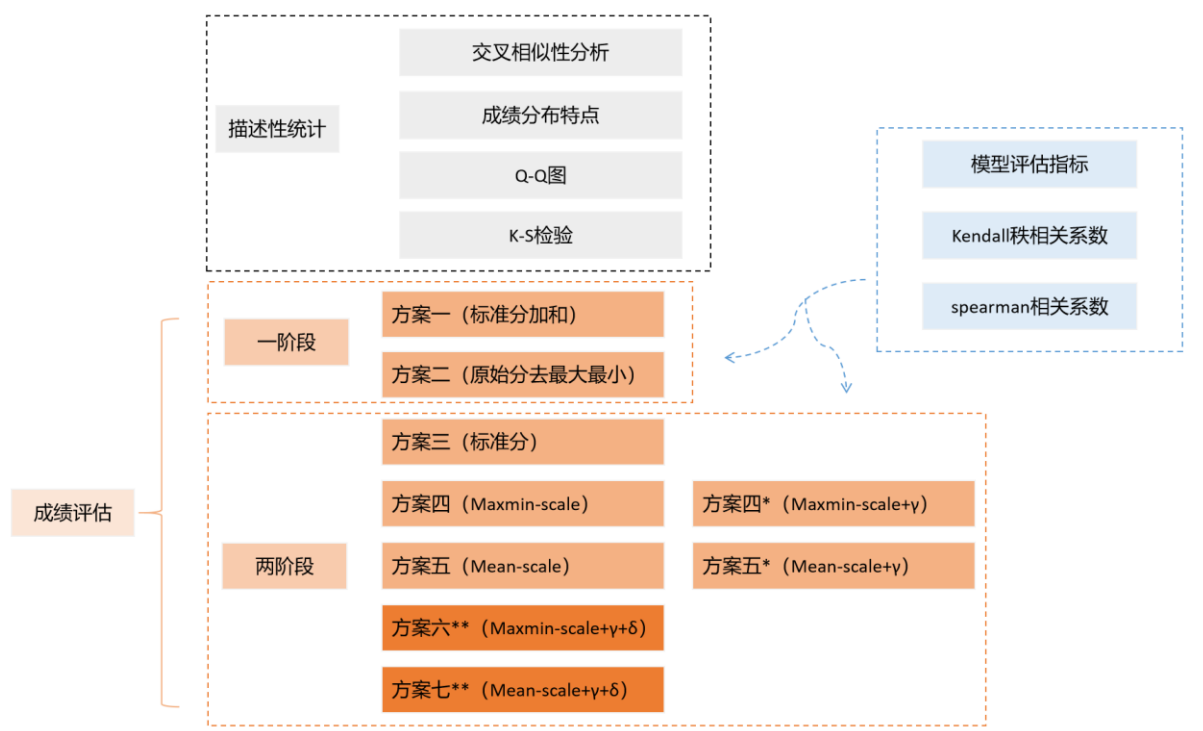 描述性统计
交叉相似性分析
成绩分布特点
Q-Q图
K-S检验
模型评估指标
Kendall秩相关系数
spearman相关系数
成绩评估
一阶段
方案一（标准分加和）
方案二（原始分去最大最小）
两阶段
方案三（标准分）
方案四（Maxmin-scale）
方案四*（Maxmin-scale+γ）
方案五（Mean-scale）
方案五*（Mean-scale+γ）
方案六**（Maxmin-scale+γ+δ）
方案七**（Mean-scale+γ+δ）